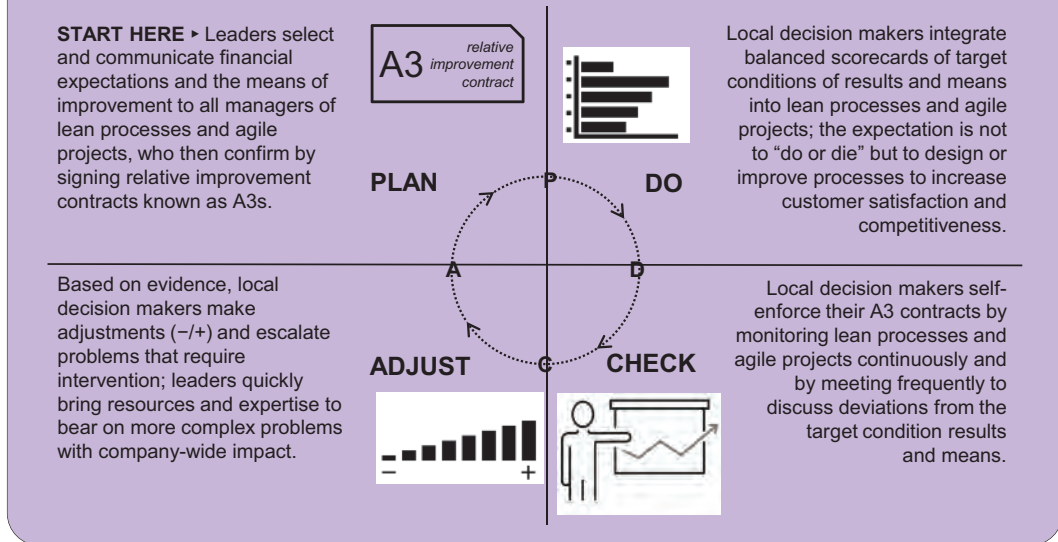 START HERE ▸ Leaders select
and communicate financial
expectations and the means of
improvement to all managers of
lean processes and agile
projects, who then confirm by
signing relative improvement
contracts known as A3s.
A3
relative
improvement
contract
PLAN
Local decision makers integrate
balanced scorecards of target
conditions of results and means
into lean processes and agile
projects; the expectation is not
to “do or die” but to design or
improve processes to increase
customer satisfaction and
competitiveness.
DO
P
A
D
C
Based on evidence, local
decision makers make
adjustments (−/+) and escalate
problems that require
intervention; leaders quickly
bring resources and expertise to
bear on more complex problems
with company-wide impact.
ADJUST
− +
CHECK
Local decision makers self-
enforce their A3 contracts by
monitoring lean processes and
agile projects continuously and
by meeting frequently to
discuss deviations from the
target condition results
and means.